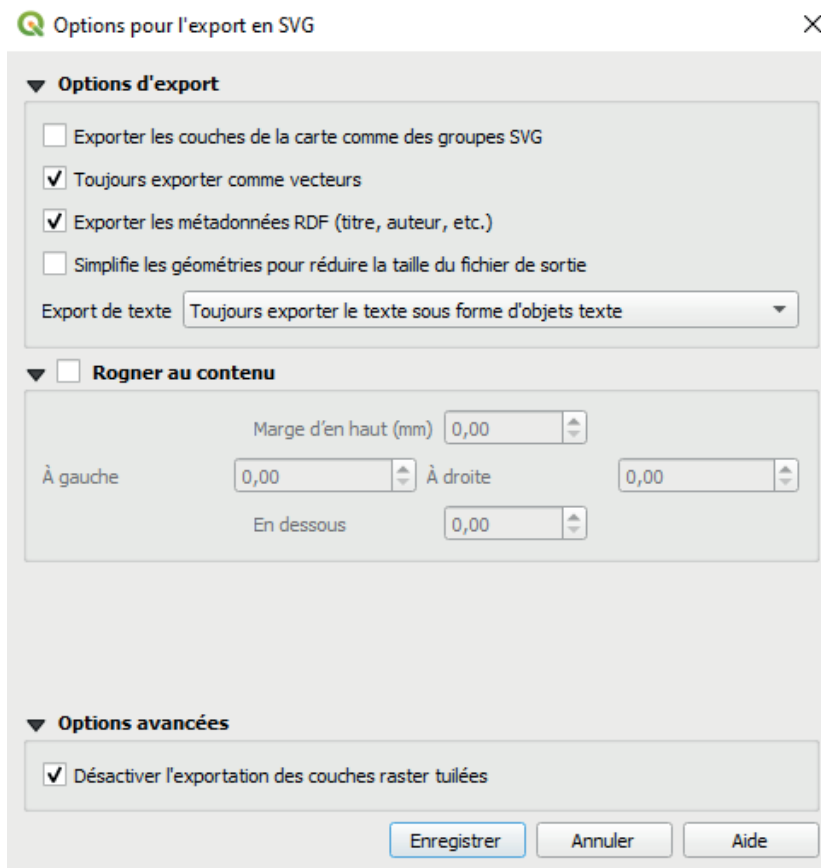 Options pour l'export en SVG
Options d'export
Exporter les couches de la carte comme des groupes SVG
Toujours exporter comme vecteurs
Exporter les métadonnées RDF (titre, auteur, etc.)
Simplifie les géométries pour réduire la taille du fichier de sortie
Export de texte Toujours exporter le texte sous forme d'objets texte
Rogner au contenu
Marge d’en haut (mm) 0,00
À gauche 0,00 À droite 0,00
En dessous 0,00
Options avancées
Désactiver l'exportation des couches raster tuilées
Enregistrer Annuler Aide